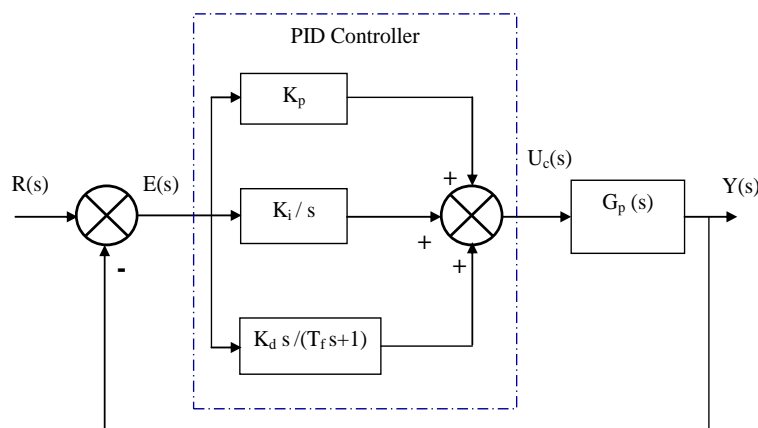 PID Controller
K_p
R(s)
E(s)
K_i / s
+
+
+
U_c(s)
G_p (s)
Y(s)
-
K_d s /(T_f s+1)